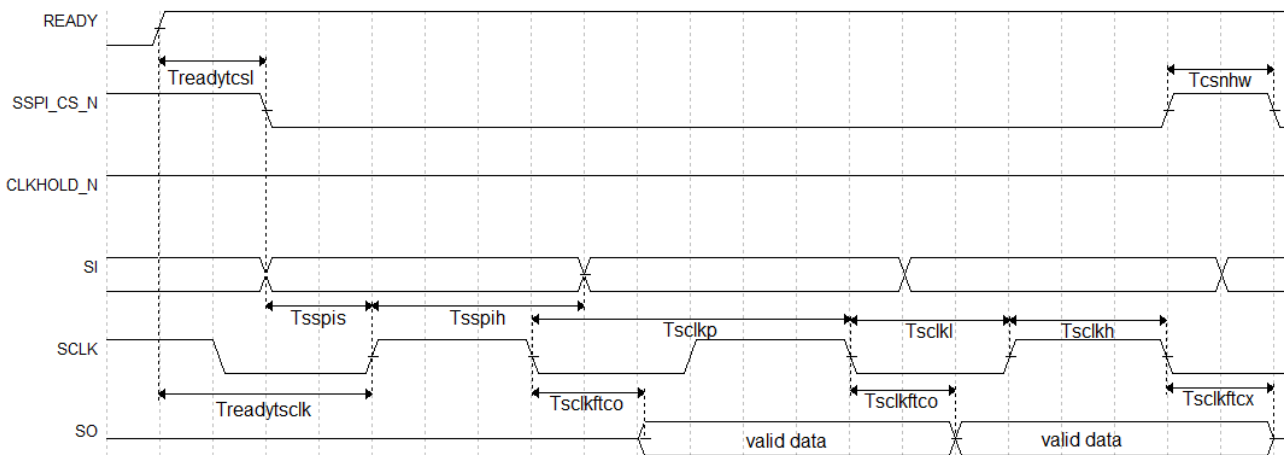 READY
Treadytcsl
Tcsnhw
SSPI_CS_N
CLKHOLD_N
SI
Tsspis
Tsspih
Tsclkp
Tsclkl
Tsclkh
SCLK
Treadytsclk
Tsclkftco
Tsclkftco
Tsclkftcx
SO
valid data
valid data